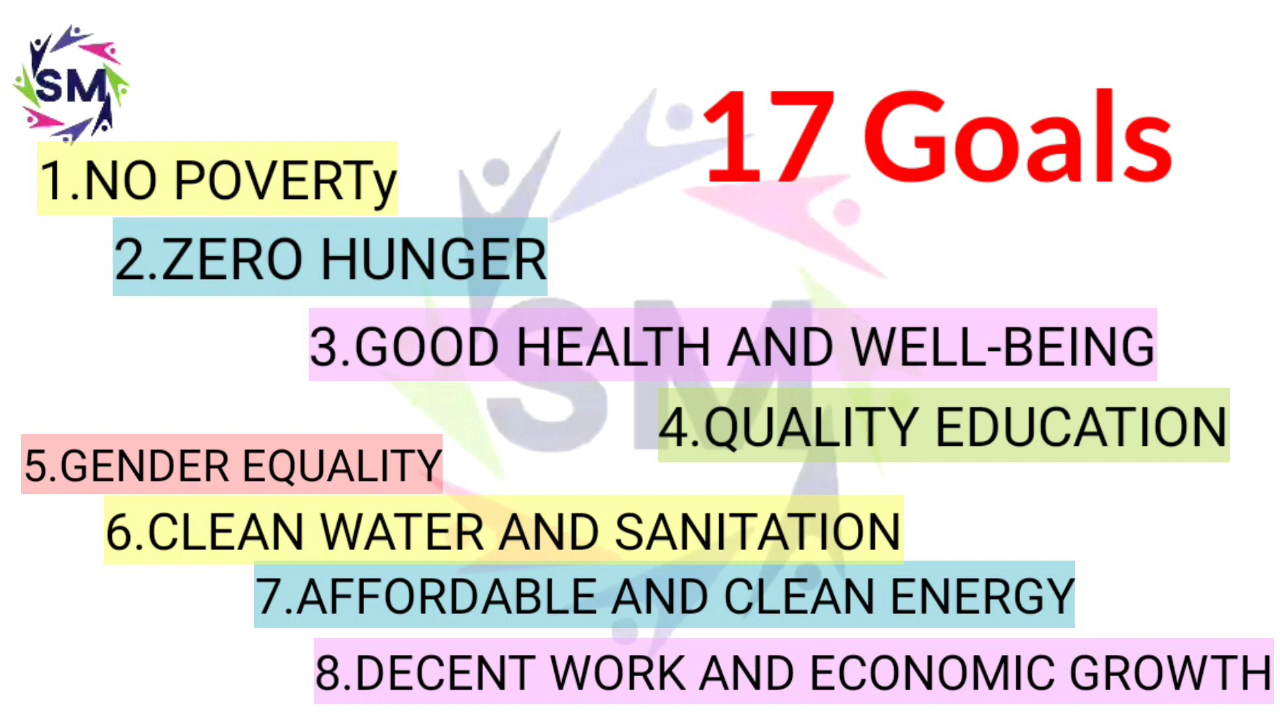 SM
17 Goals
1.NO POVERTy
2.ZERO HUNGER
3.GOOD HEALTH AND WELL-BEING
4.QUALITY EDUCATION
5.GENDER EQUALITY
6.CLEAN WATER AND SANITATION
7.AFFORDABLE AND CLEAN ENERGY
8.DECENT WORK AND ECONOMIC GROWTH
SM